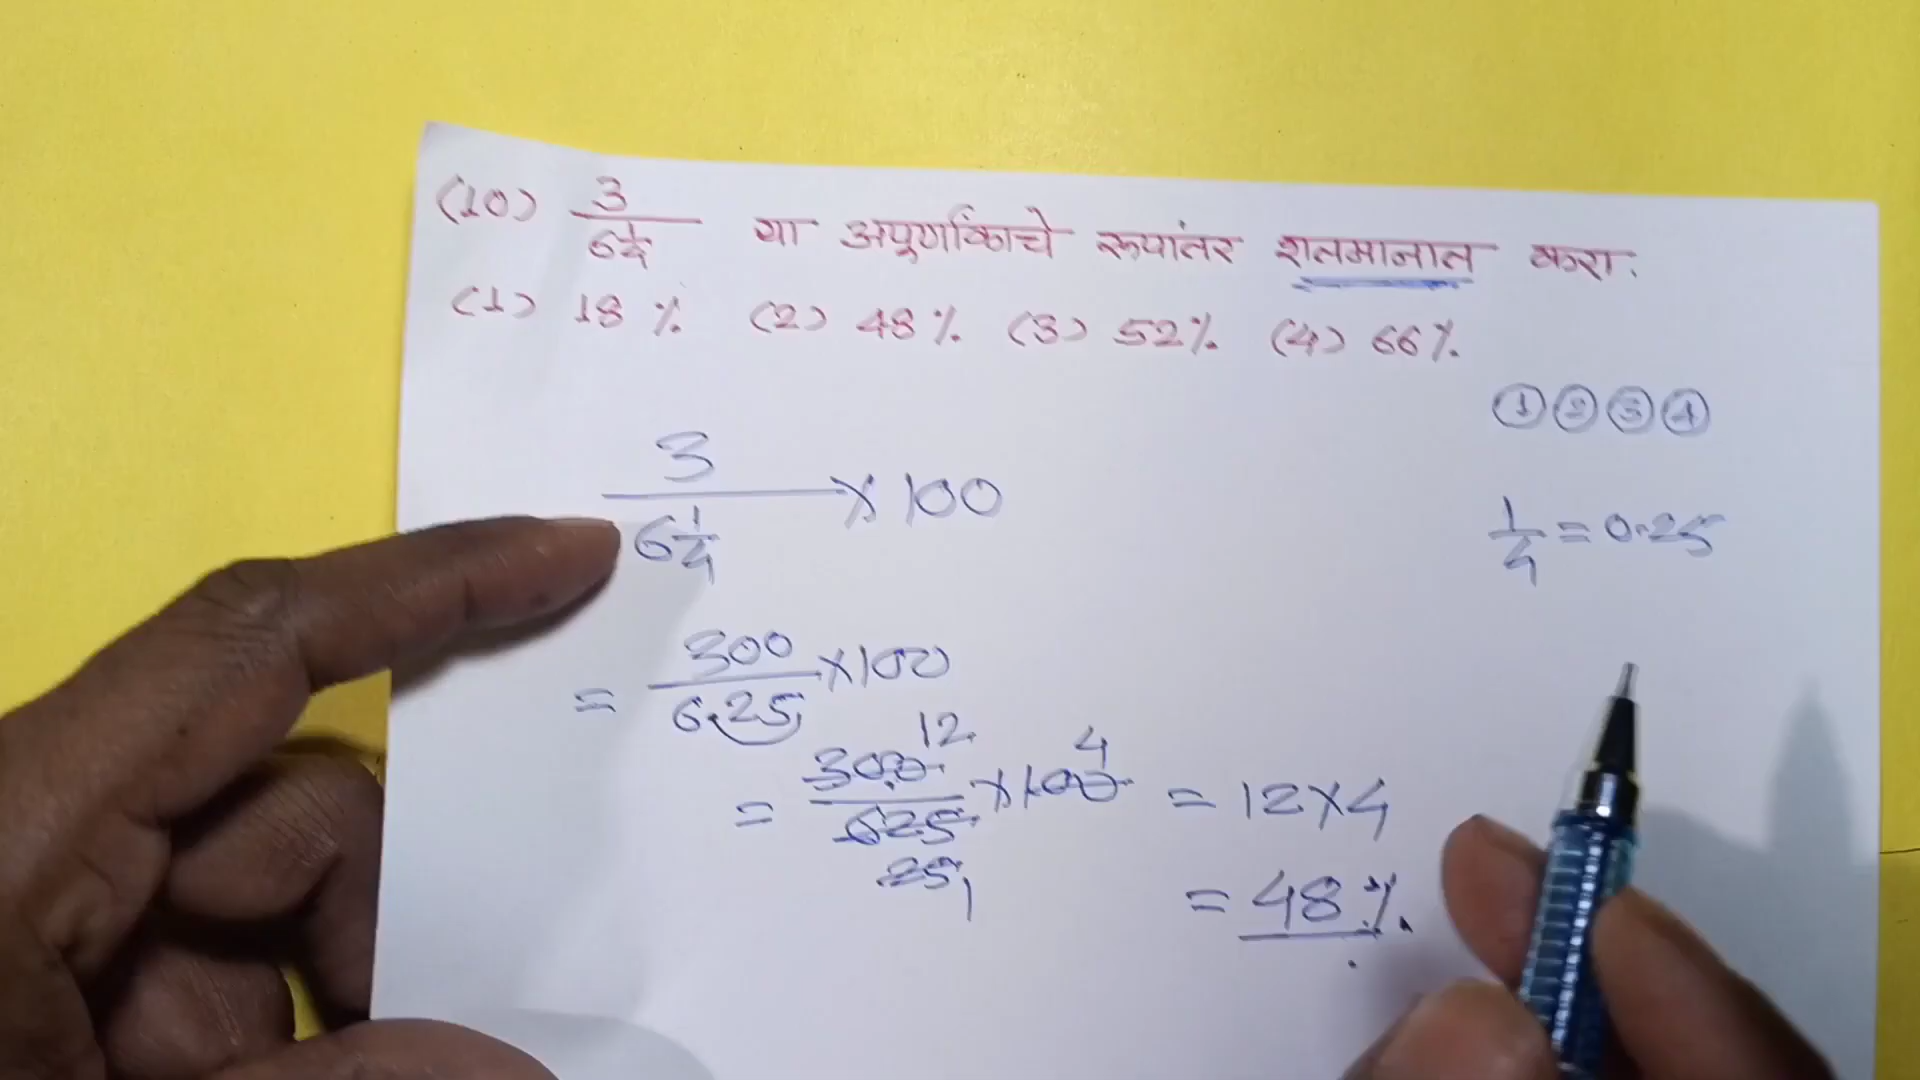 (10) 3/6¼ या अपूर्णांकाचे रूपांतर शतमानात करा.
(1) 18% (2) 48% (3) 52% (4) 66%
① ② ③ ④
3/6¼ × 100
1/4 = 0.25
= 300/6.25 × 100
12 4
= 300/625 × 100 = 12×4
25 1
= 48%.